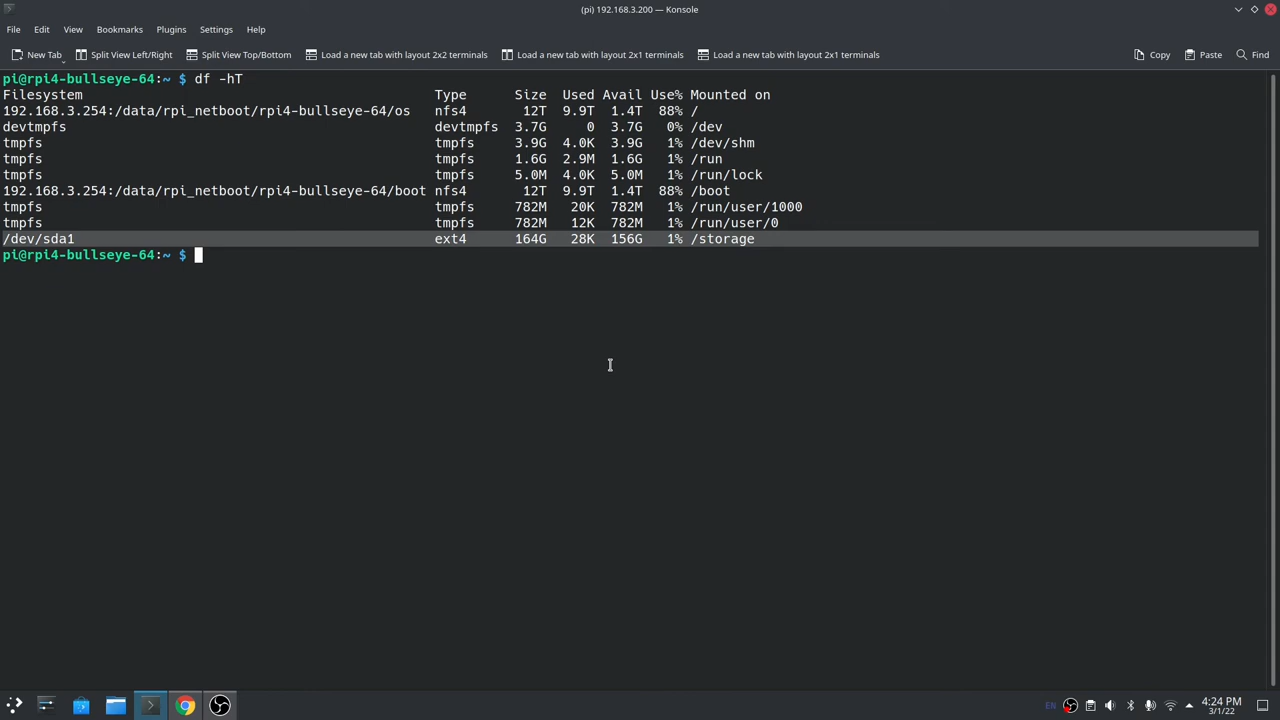 (pi) 192.168.3.200 — Konsole
File Edit View Bookmarks Plugins Settings Help
New Tab Split View Left/Right Split View Top/Bottom Load a new tab with layout 2x2 terminals Load a new tab with layout 2x1 terminals Load a new tab with layout 2x1 terminals Copy Paste Find
pi@rpi4-bullseye-64:~ $ df -hT
Filesystem Type Size Used Avail Use% Mounted on
192.168.3.254:/data/rpi_netboot/rpi4-bullseye-64/os nfs4 12T 9.9T 1.4T 88% /
devtmpfs devtmpfs 3.7G 0 3.7G 0% /dev
tmpfs tmpfs 3.9G 4.0K 3.9G 1% /dev/shm
tmpfs tmpfs 1.6G 2.9M 1.6G 1% /run
tmpfs tmpfs 5.0M 4.0K 5.0M 1% /run/lock
192.168.3.254:/data/rpi_netboot/rpi4-bullseye-64/boot nfs4 12T 9.9T 1.4T 88% /boot
tmpfs tmpfs 782M 20K 782M 1% /run/user/1000
tmpfs tmpfs 782M 12K 782M 1% /run/user/0
/dev/sda1 ext4 164G 28K 156G 1% /storage
pi@rpi4-bullseye-64:~ $
EN 4:24 PM
3/1/22